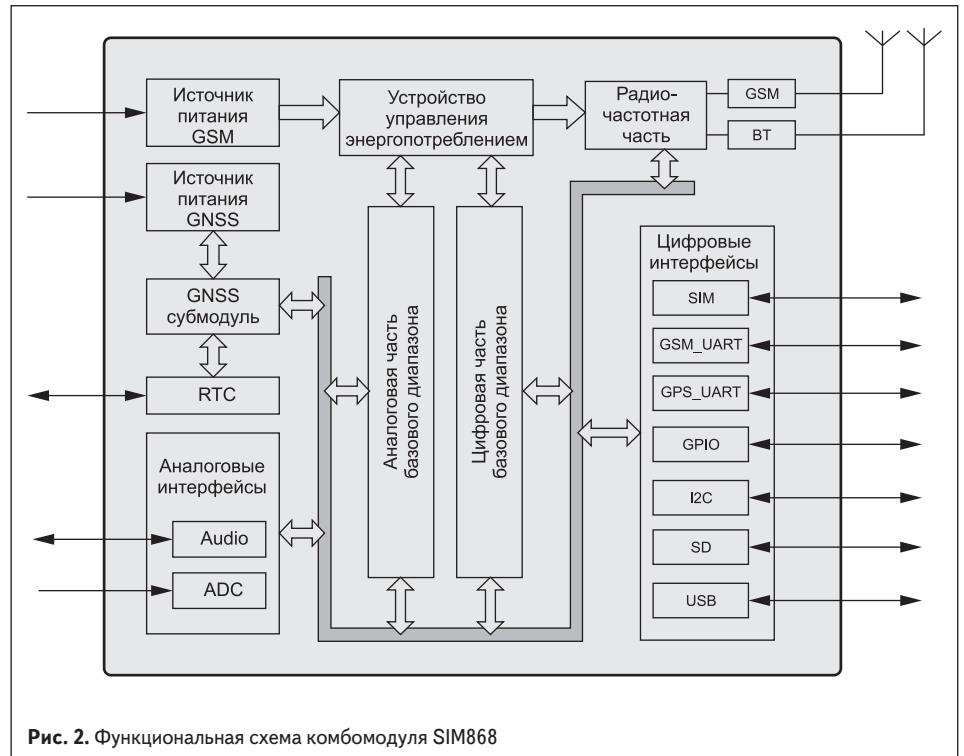 Источник
питания
GSM
Устройство
управления
энергопотреблением
Радио-
частотная
часть
GSM
BT
Источник
питания
GNSS
GNSS
субмодуль
RTC
Аналоговые
интерфейсы
Audio
ADC
Аналоговая часть
базового диапазона
Цифровая часть
базового диапазона
Цифровые
интерфейсы
SIM
GSM_UART
GPS_UART
GPIO
I2C
SD
USB
Рис. 2. Функциональная схема комбомодуля SIM868